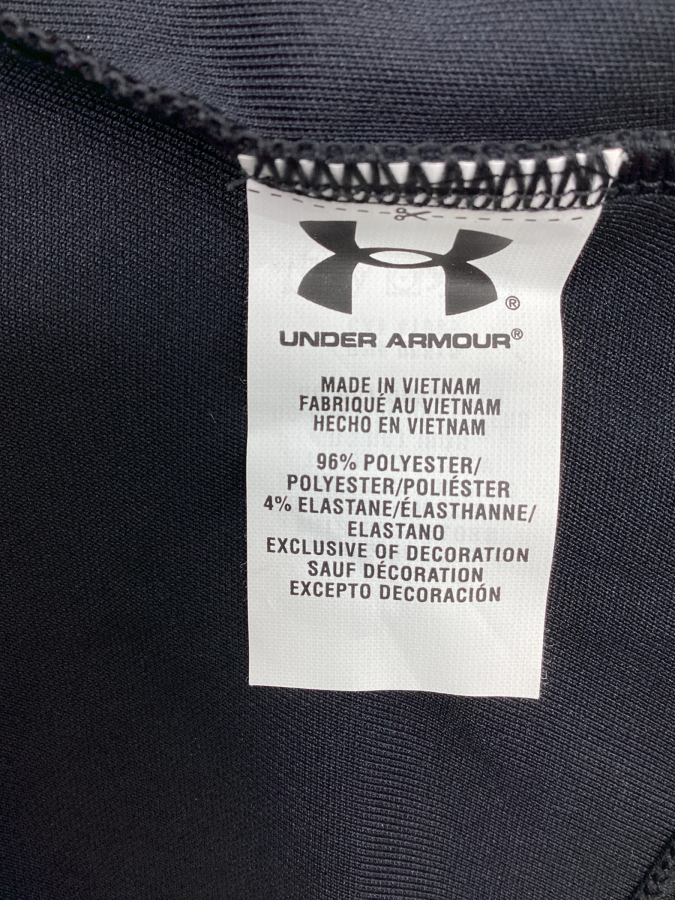 ®
UNDER ARMOUR®
MADE IN VIETNAM
FABRIQUÉ AU VIETNAM
HECHO EN VIETNAM
96% POLYESTER/
POLYESTER/POLIÉSTER
4% ELASTANE/ÉLASTHANNE/
ELASTANO
EXCLUSIVE OF DECORATION
SAUF DÉCORATION
EXCEPTO DECORACIÓN